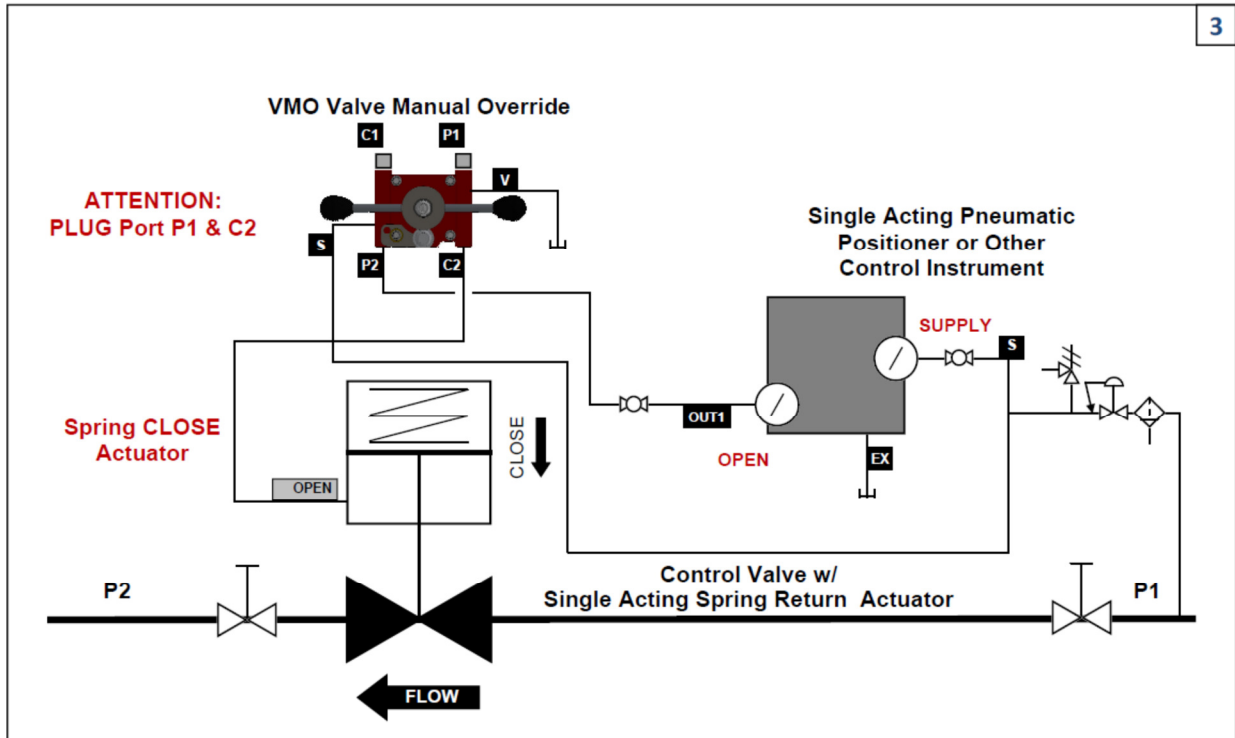 3
VMO Valve Manual Override
C1
P1
V
ATTENTION:
PLUG Port P1 & C2
S
P2
C2
Single Acting Pneumatic
Positioner or Other
Control Instrument
SUPPLY
S
OUT1
OPEN
EX
Spring CLOSE
Actuator
CLOSE
OPEN
P2
Control Valve w/
Single Acting Spring Return Actuator
P1
FLOW